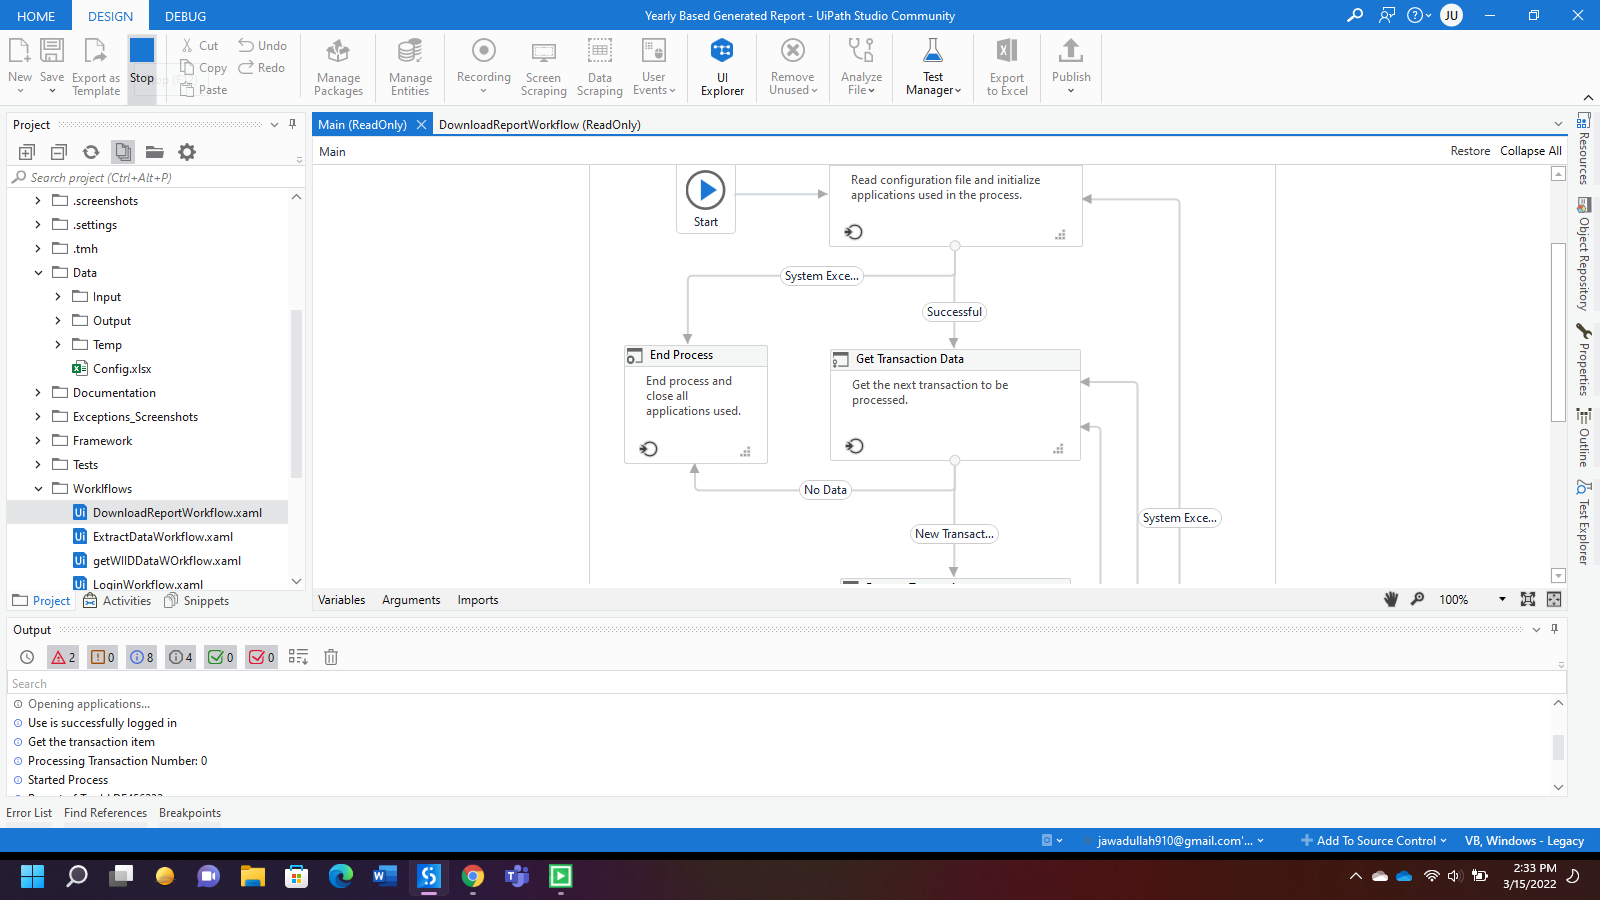 HOME DESIGN DEBUG
Yearly Based Generated Report - UiPath Studio Community
JU
New
Save
Export as Template
Stop
Cut
Copy
Paste
Undo
Redo
Manage Packages
Manage Entities
Recording
Screen Scraping
Data Scraping
User Events
UI Explorer
Remove Unused
Analyze File
Test Manager
Export to Excel
Publish
Project
Search project (Ctrl+Alt+P)
.screenshots
.settings
.tmh
Data
Input
Output
Temp
Config.xlsx
Documentation
Exceptions_Screenshots
Framework
Tests
Worklflows
DownloadReportWorkflow.xaml
ExtractDataWorkflow.xaml
getWIIDDataWOrkflow.xaml
LoginWorkflow.xaml
Project Activities Snippets
Main (ReadOnly)
DownloadReportWorkflow (ReadOnly)
Main
Restore Collapse All
Start
Read configuration file and initialize
applications used in the process.
System Exce...
Successful
End Process
End process and
close all
applications used.
Get Transaction Data
Get the next transaction to be
processed.
No Data
New Transact...
System Exce...
Variables Arguments Imports
100%
Resources
Object Repository
Properties
Outline
Test Explorer
Output
2 0 8 4 0 0
Search
Opening applications...
Use is successfully logged in
Get the transaction item
Processing Transaction Number: 0
Started Process
Error List Find References Breakpoints
jawadullah910@gmail.com'...
Add To Source Control
VB, Windows - Legacy
2:33 PM
3/15/2022